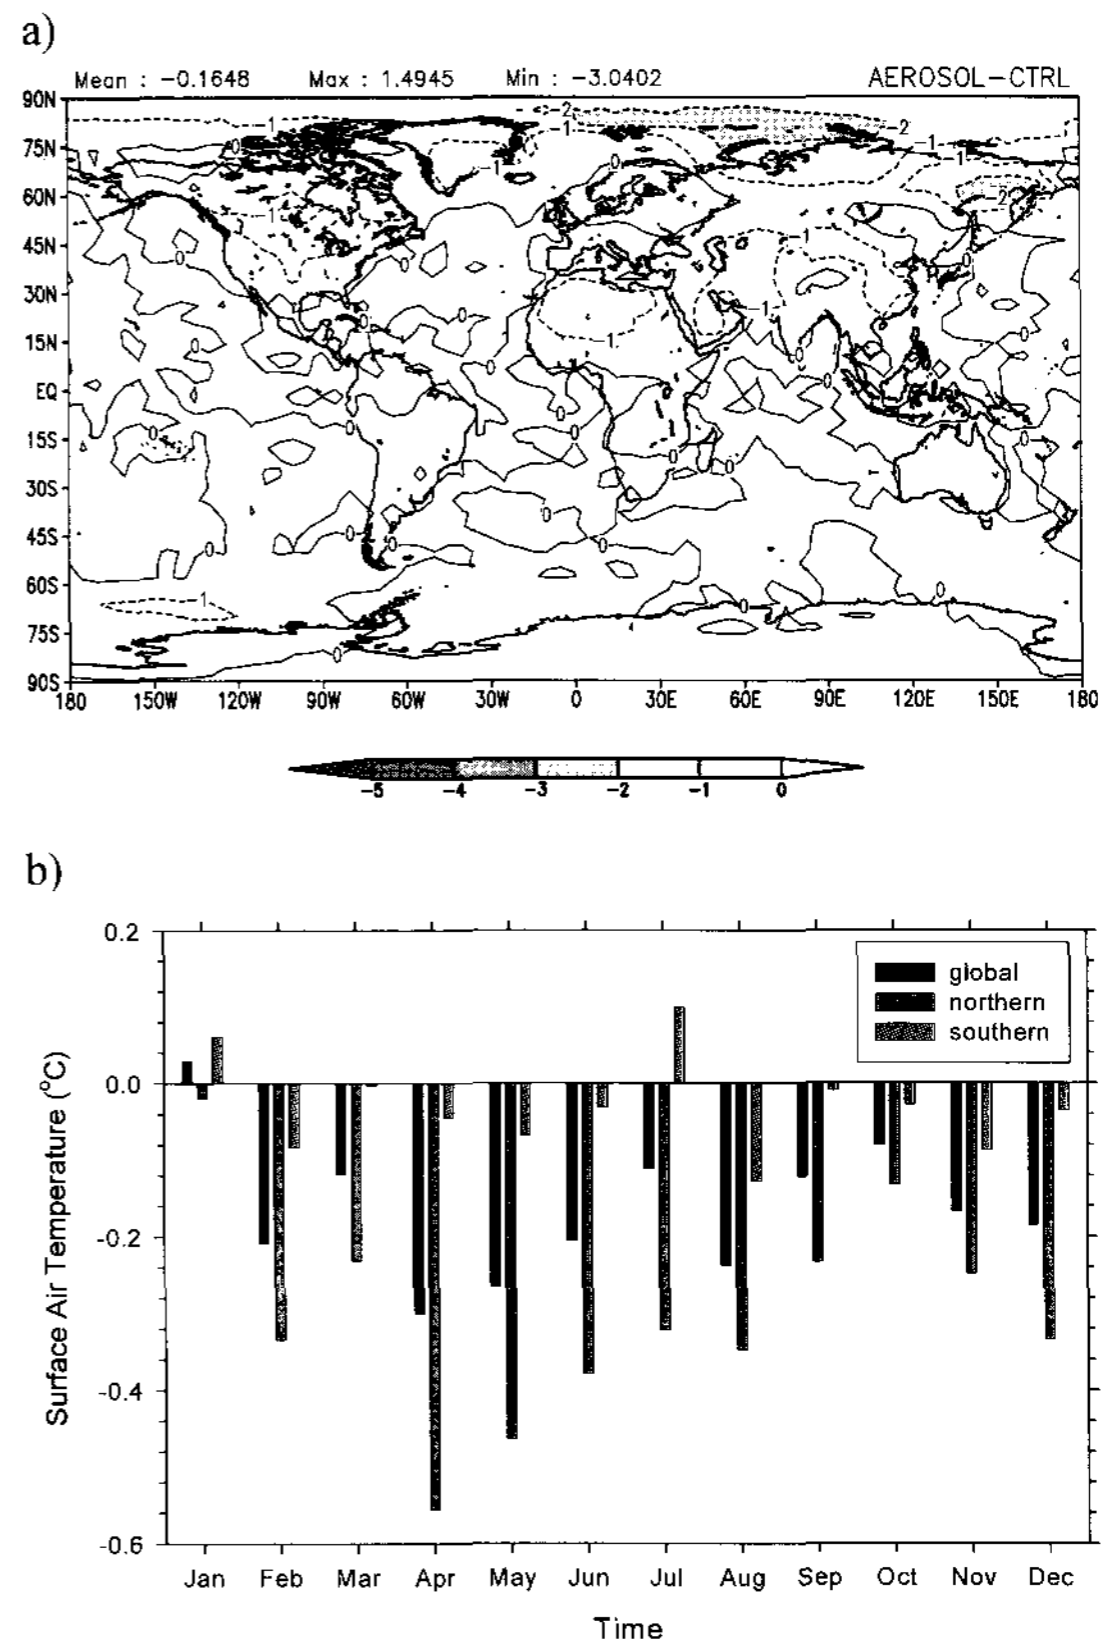 a)
Mean : -0.1648 Max : 1.4945 Min : -3.0402 AEROSOL-CTRL
90N
75N
60N
45N
30N
15N
EQ
15S
30S
45S
60S
75S
90S
180 150W 120W 90W 60W 30W 0 30E 60E 90E 120E 150E 180
-5 -4 -3 -2 -1 0
b)
Surface Air Temperature (°C)
0.2
0.0
-0.2
-0.4
-0.6
global
northern
southern
Jan Feb Mar Apr May Jun Jul Aug Sep Oct Nov Dec
Time